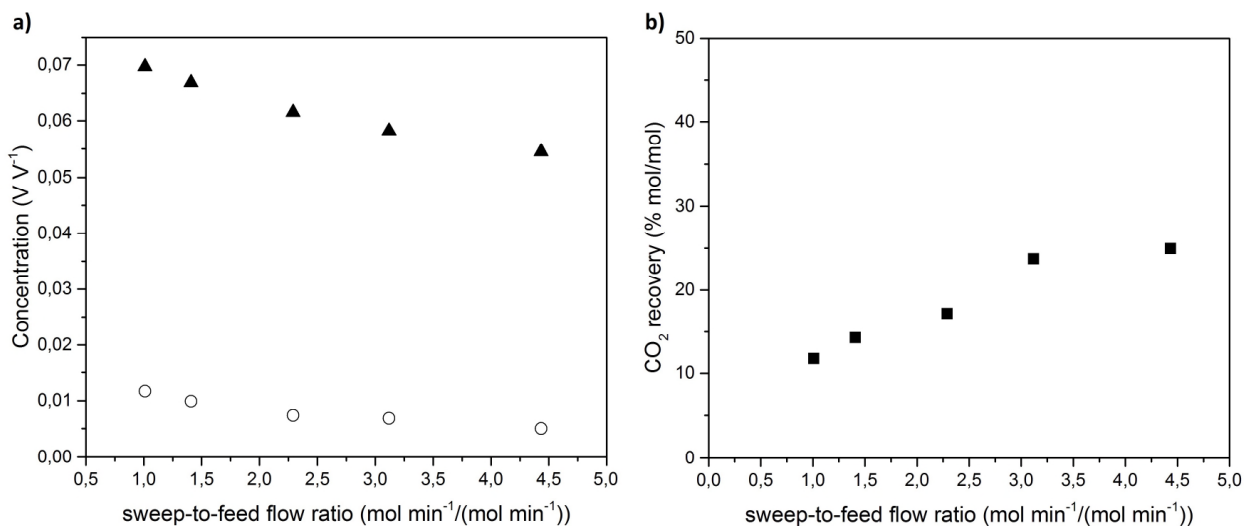 a)
Concentration (V V⁻¹)
0,07
0,06
0,05
0,04
0,03
0,02
0,01
0,00
0,5 1,0 1,5 2,0 2,5 3,0 3,5 4,0 4,5 5,0
sweep-to-feed flow ratio (mol min⁻¹/(mol min⁻¹))
b)
CO₂ recovery (% mol/mol)
50
40
30
20
10
0
0,0 0,5 1,0 1,5 2,0 2,5 3,0 3,5 4,0 4,5 5,0
sweep-to-feed flow ratio (mol min⁻¹/(mol min⁻¹))